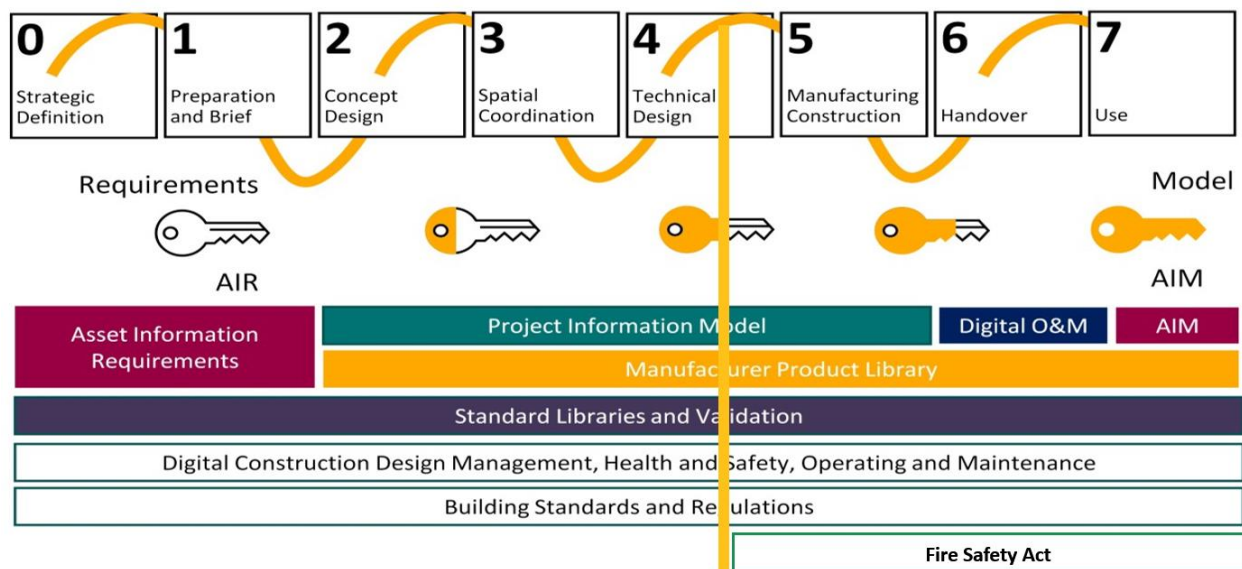 0
Strategic
Definition
1
Preparation
and Brief
2
Concept
Design
3
Spatial
Coordination
4
Technical
Design
5
Manufacturing
Construction
6
Handover
7
Use
Requirements
Model
AIR
AIM
Asset Information
Requirements
Project Information Model
Digital O&M
AIM
Manufacturer Product Library
Standard Libraries and Validation
Digital Construction Design Management, Health and Safety, Operating and Maintenance
Building Standards and Regulations
Fire Safety Act